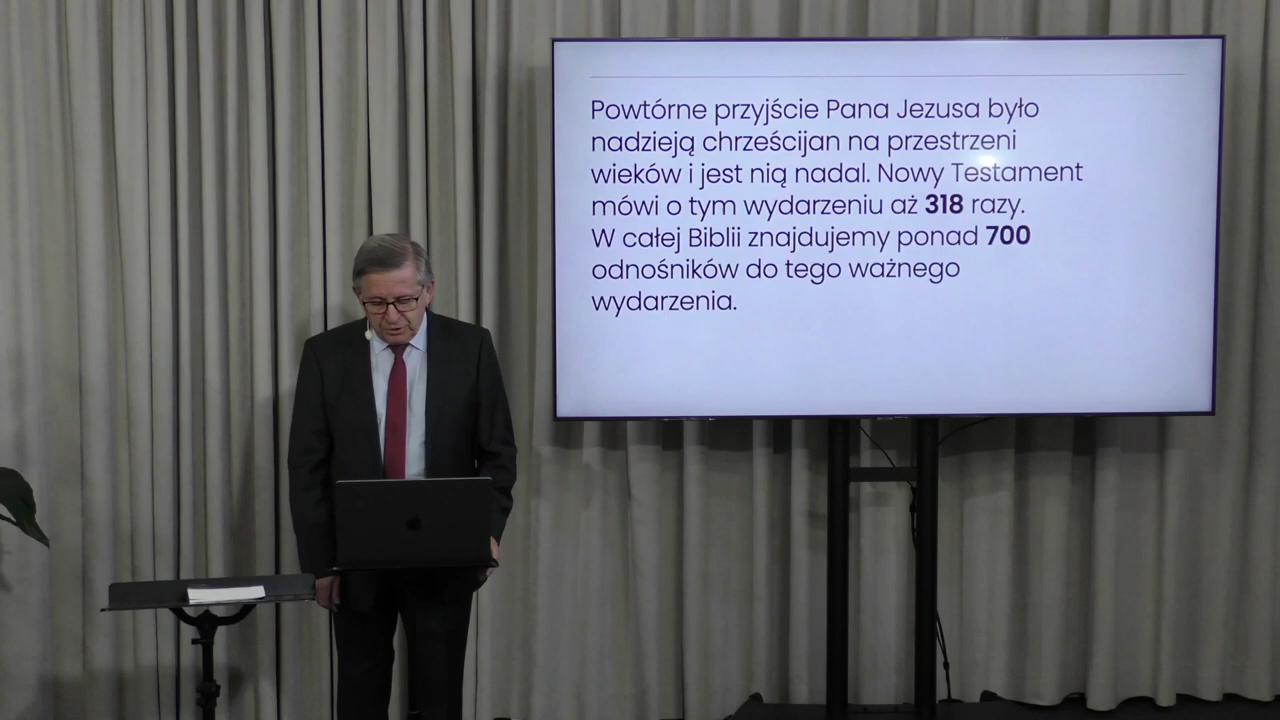 Powtórne przyjście Pana Jezusa było
nadzieją chrześcijan na przestrzeni
wieków i jest nią nadal. Nowy Testament
mówi o tym wydarzeniu aż 318 razy.
W całej Biblii znajdujemy ponad 700
odnośników do tego ważnego
wydarzenia.